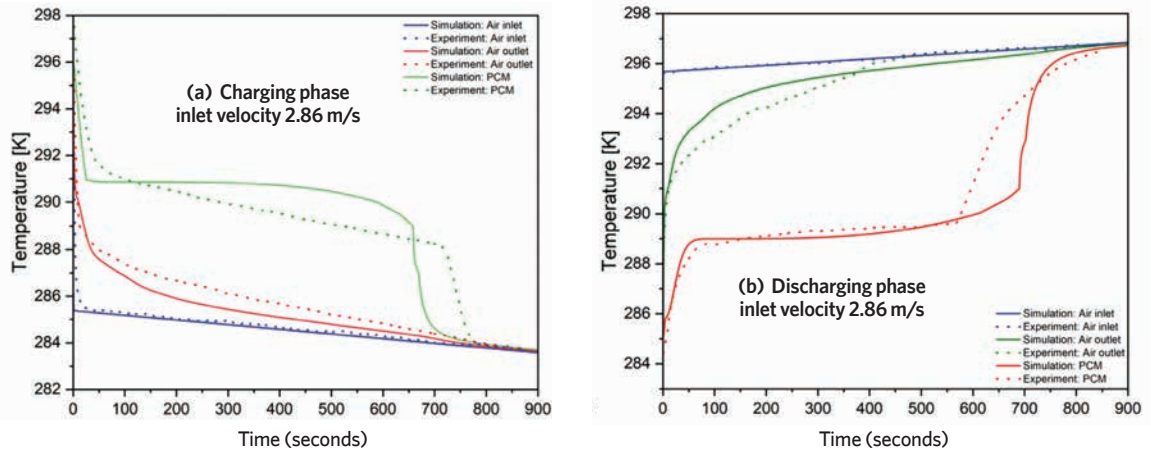 298
296
294
292
290
288
286
284
282
Temperature [K]
Simulation: Air inlet
Experiment: Air inlet
Simulation: Air outlet
Experiment: Air outlet
Simulation: PCM
Experiment: PCM
(a) Charging phase
inlet velocity 2.86 m/s
0 100 200 300 400 500 600 700 800 900
Time (seconds)
298
296
294
292
290
288
286
284
Temperature [K]
(b) Discharging phase
inlet velocity 2.86 m/s
Simulation: Air inlet
Experiment: Air inlet
Simulation: Air outlet
Experiment: Air outlet
Simulation: PCM
Experiment: PCM
0 100 200 300 400 500 600 700 800 900
Time (seconds)